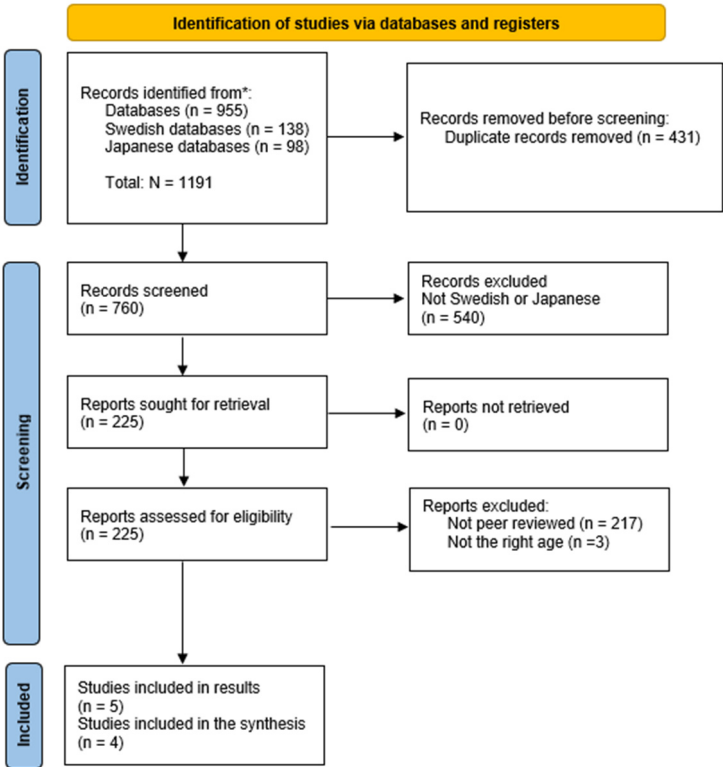 Identification of studies via databases and registers
Identification
Records identified from*:
Databases (n = 955)
Swedish databases (n = 138)
Japanese databases (n = 98)
Total: N = 1191
Records removed before screening:
Duplicate records removed (n = 431)
Screening
Records screened
(n = 760)
Records excluded
Not Swedish or Japanese
(n = 540)
Reports sought for retrieval
(n = 225)
Reports not retrieved
(n = 0)
Reports assessed for eligibility
(n = 225)
Reports excluded:
Not peer reviewed (n = 217)
Not the right age (n =3)
Included
Studies included in results
(n = 5)
Studies included in the synthesis
(n = 4)